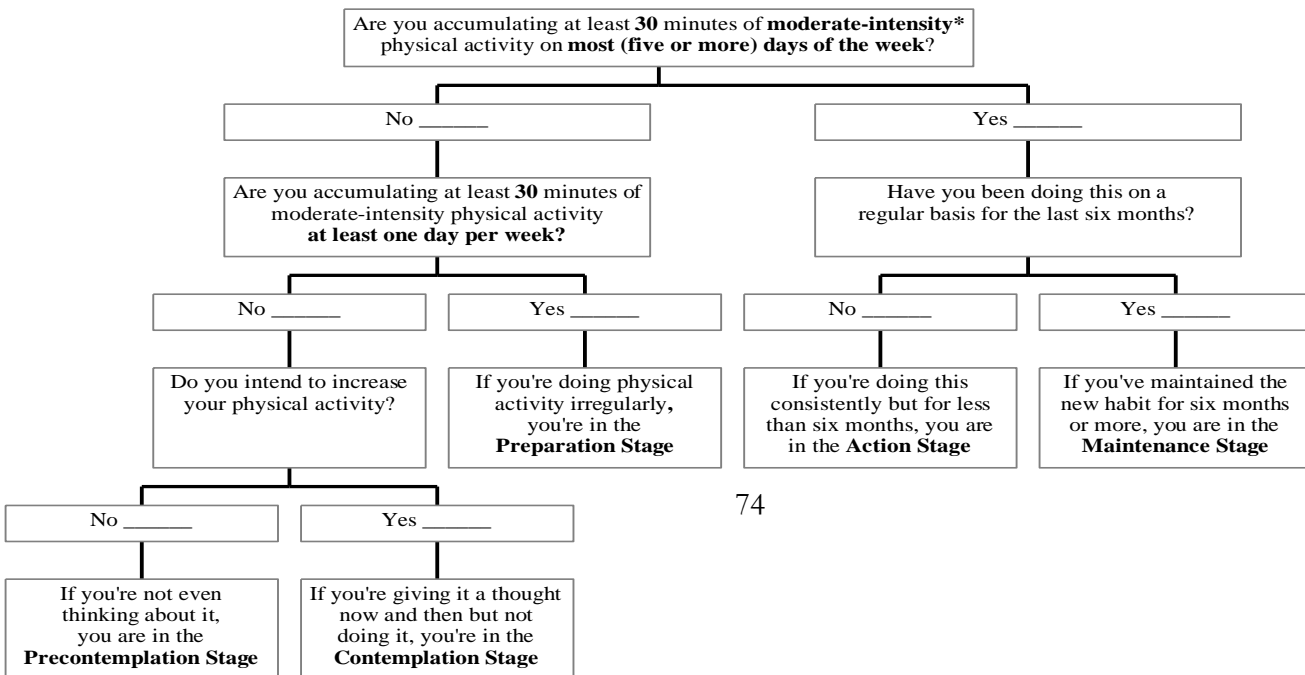 Are you accumulating at least 30 minutes of moderate-intensity*
physical activity on most (five or more) days of the week?
No ______
Yes ______
Are you accumulating at least 30 minutes of
moderate-intensity physical activity
at least one day per week?
Have you been doing this on a
regular basis for the last six months?
No ______
Yes ______
No ______
Yes ______
Do you intend to increase
your physical activity?
If you're doing physical
activity irregularly,
you're in the
Preparation Stage
If you're doing this
consistently but for less
than six months, you are
in the Action Stage
If you've maintained the
new habit for six months
or more, you are in the
Maintenance Stage
74
No ______
Yes ______
If you're not even
thinking about it,
you are in the
Precontemplation Stage
If you're giving it a thought
now and then but not
doing it, you're in the
Contemplation Stage